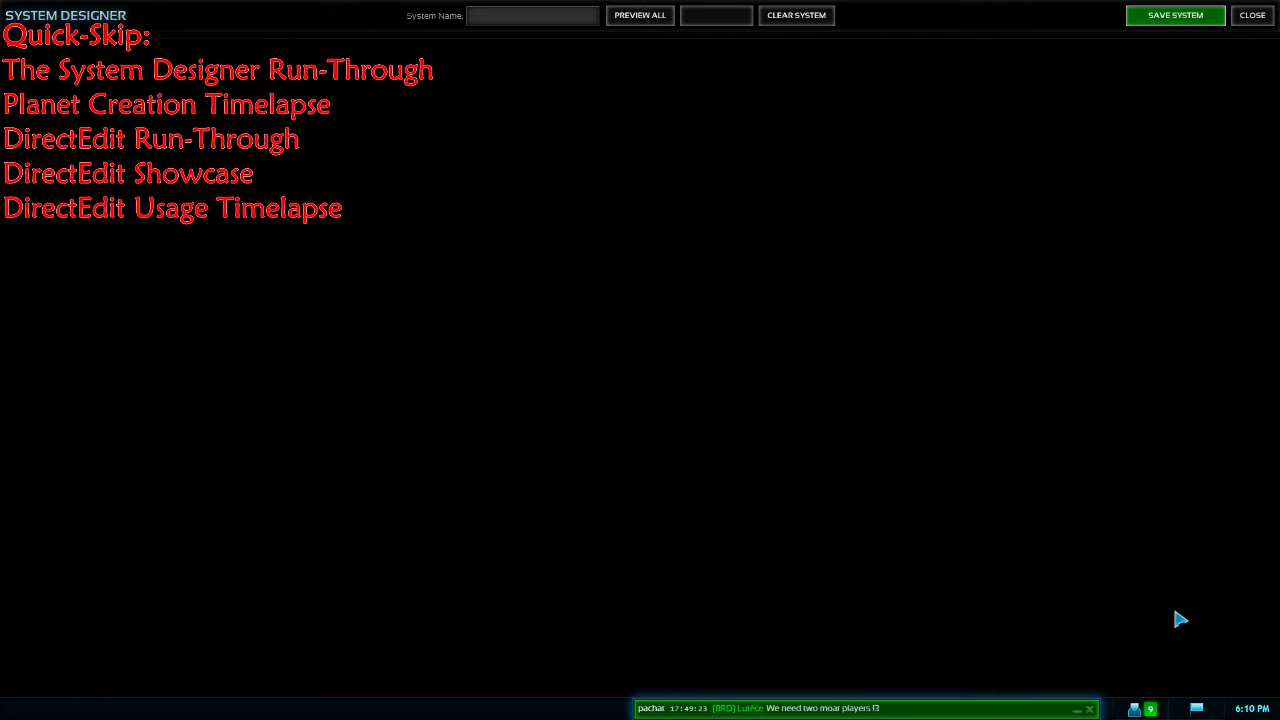 SYSTEM DESIGNER
System Name:
PREVIEW ALL
CLEAR SYSTEM
SAVE SYSTEM
CLOSE
Quick-Skip:
The System Designer Run-Through
Planet Creation Timelapse
DirectEdit Run-Through
DirectEdit Showcase
DirectEdit Usage Timelapse
pachat 17:49:23 [BRD] Lutèce We need two moar players !3
9
6:10 PM